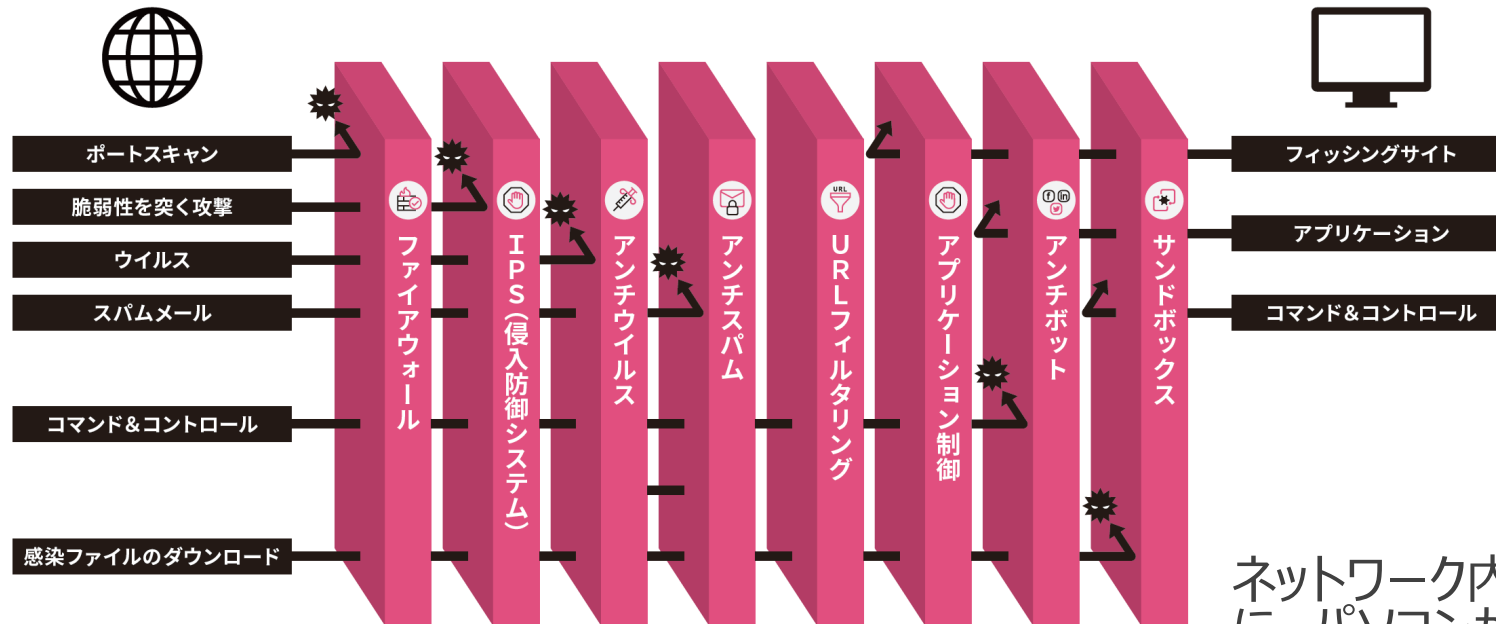 ポートスキャン
脆弱性を突く攻撃
ウイルス
スパムメール
コマンド&コントロール
感染ファイルのダウンロード
ファイアウォール
IPS(侵入防御システム)
アンチウイルス
アンチスパム
URL
URLフィルタリング
アプリケーション制御
アンチボット
サンドボックス
フィッシングサイト
アプリケーション
コマンド&コントロール
ネットワーク内
に、パソコンか